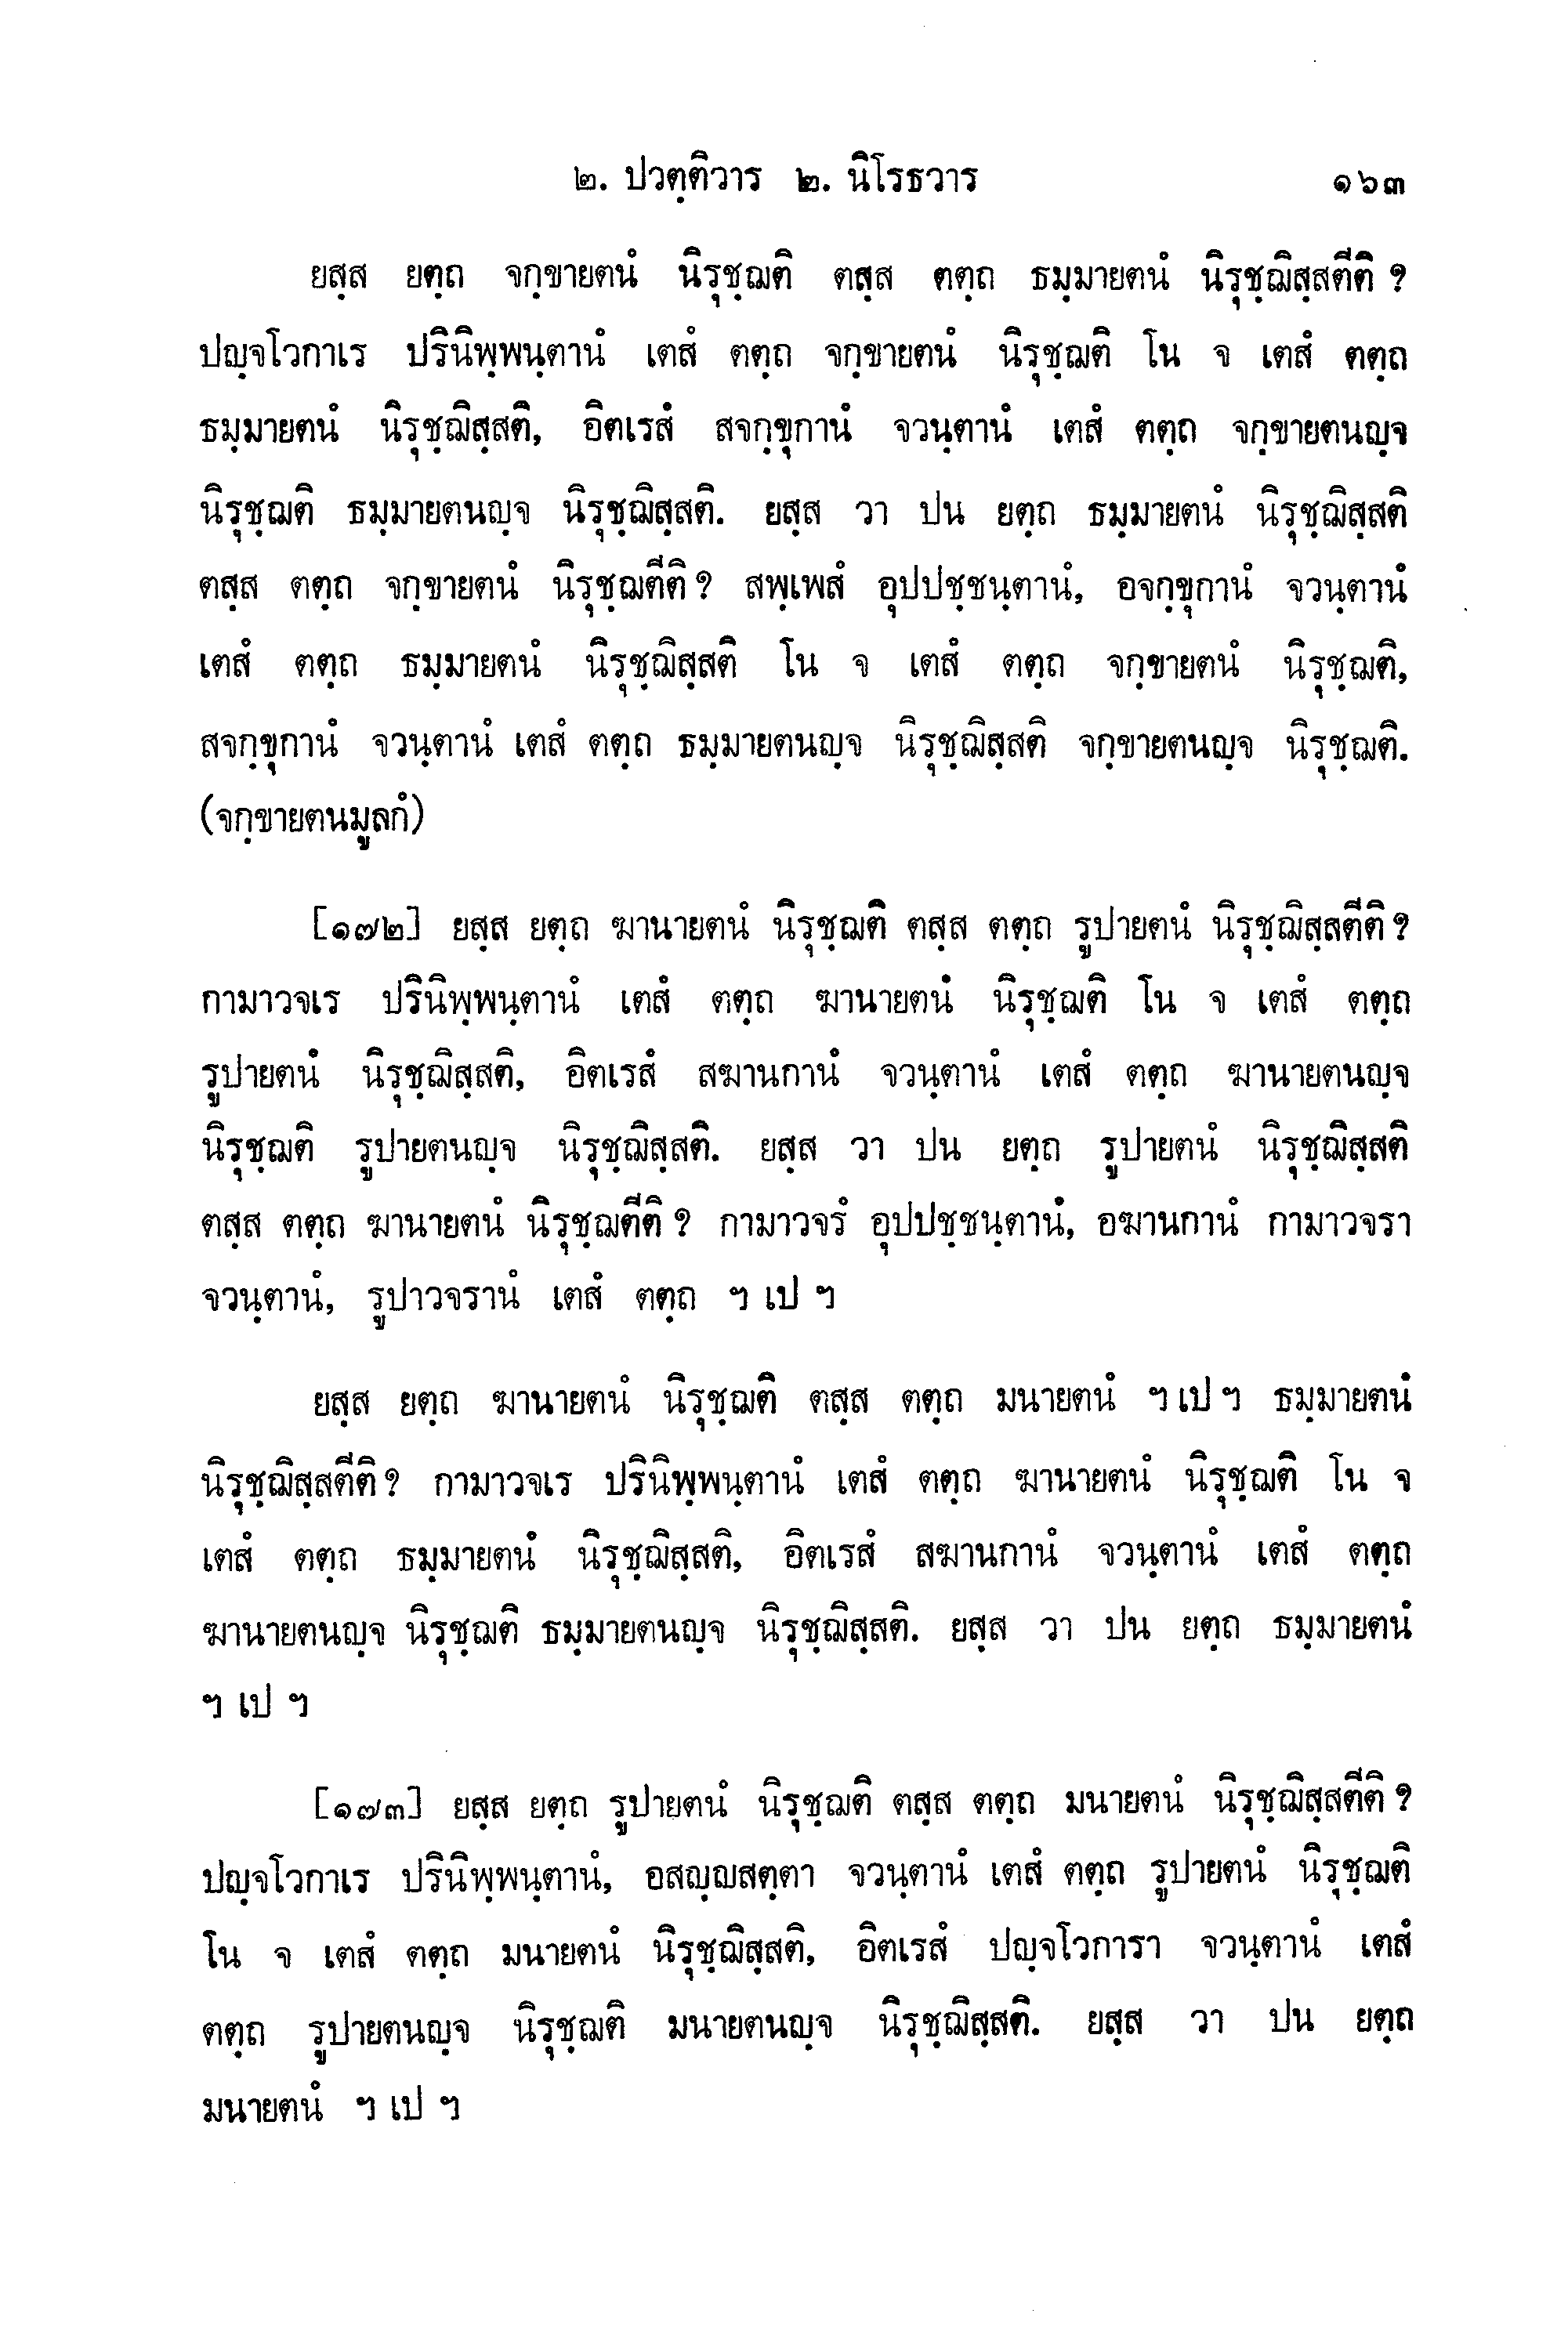 ๒. ปวตฺติวาร ๒. นิโรธวาร ๑๖๓
ยสฺส ยตฺถ จกฺขายตนํ นิรุชฺฌติ ตสฺส ตตฺถ ธมฺมายตนํ นิรุชฺฌิสฺสตีติ ?
ปญฺจโวกาเร ปรินิพฺพนฺตานํ เตสํ ตตฺถ จกฺขายตนํ นิรุชฺฌติ โน จ เตสํ ตตฺถ
ธมฺมายตนํ นิรุชฺฌิสฺสติ, อิตเรสํ สจกฺขุกานํ จวนฺตานํ เตสํ ตตฺถ จกฺขายตนญฺจ
นิรุชฺฌติ ธมฺมายตนญฺจ นิรุชฺฌิสฺสติ. ยสฺส วา ปน ยตฺถ ธมฺมายตนํ นิรุชฺฌิสฺสติ
ตสฺส ตตฺถ จกฺขายตนํ นิรุชฺฌตีติ ? สพฺเพสํ อุปปชฺชนฺตานํ, อจกฺขุกานํ จวนฺตานํ
เตสํ ตตฺถ ธมฺมายตนํ นิรุชฺฌิสฺสติ โน จ เตสํ ตตฺถ จกฺขายตนํ นิรุชฺฌติ,
สจกฺขุกานํ จวนฺตานํ เตสํ ตตฺถ ธมฺมายตนญฺจ นิรุชฺฌิสฺสติ จกฺขายตนญฺจ นิรุชฺฌติ.
(จกฺขายตนมูลกํ)
[๑๗๒] ยสฺส ยตฺถ ฆานายตนํ นิรุชฺฌติ ตสฺส ตตฺถ รูปายตนํ นิรุชฺฌิสฺสตีติ ?
กามาวจเร ปรินิพฺพนฺตานํ เตสํ ตตฺถ ฆานายตนํ นิรุชฺฌติ โน จ เตสํ ตตฺถ
รูปายตนํ นิรุชฺฌิสฺสติ, อิตเรสํ สฆานกานํ จวนฺตานํ เตสํ ตตฺถ ฆานายตนญฺจ
นิรุชฺฌติ รูปายตนญฺจ นิรุชฺฌิสฺสติ. ยสฺส วา ปน ยตฺถ รูปายตนํ นิรุชฺฌิสฺสติ
ตสฺส ตตฺถ ฆานายตนํ นิรุชฺฌตีติ ? กามาวจรํ อุปปชฺชนฺตานํ, อฆานกานํ กามาวจรา
จวนฺตานํ, รูปาวจรานํ เตสํ ตตฺถ ฯ เป ฯ
ยสฺส ยตฺถ ฆานายตนํ นิรุชฺฌติ ตสฺส ตตฺถ มนายตนํ ฯ เป ฯ ธมฺมายตนํ
นิรุชฺฌิสฺสตีติ ? กามาวจเร ปรินิพฺพนฺตานํ เตสํ ตตฺถ ฆานายตนํ นิรุชฺฌติ โน จ
เตสํ ตตฺถ ธมฺมายตนํ นิรุชฺฌิสฺสติ, อิตเรสํ สฆานกานํ จวนฺตานํ เตสํ ตตฺถ
ฆานายตนญฺจ นิรุชฺฌติ ธมฺมายตนญฺจ นิรุชฺฌิสฺสติ. ยสฺส วา ปน ยตฺถ ธมฺมายตนํ
ฯ เป ฯ
[๑๗๓] ยสฺส ยตฺถ รูปายตนํ นิรุชฺฌติ ตสฺส ตตฺถ มนายตนํ นิรุชฺฌิสฺสตีติ ?
ปญฺจโวกาเร ปรินิพฺพนฺตานํ, อสญฺญสตฺตา จวนฺตานํ เตสํ ตตฺถ รูปายตนํ นิรุชฺฌติ
โน จ เตสํ ตตฺถ มนายตนํ นิรุชฺฌิสฺสติ, อิตเรสํ ปญฺจโวการา จวนฺตานํ เตสํ
ตตฺถ รูปายตนญฺจ นิรุชฺฌติ มนายตนญฺจ นิรุชฺฌิสฺสติ. ยสฺส วา ปน ยตฺถ
มนายตนํ ฯ เป ฯ